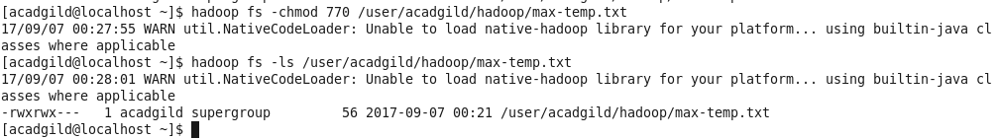 [acadgild@localhost ~]$ hadoop fs -chmod 770 /user/acadgild/hadoop/max-temp.txt
17/09/07 00:27:55 WARN util.NativeCodeLoader: Unable to load native-hadoop library for your platform... using builtin-java cl
asses where applicable
[acadgild@localhost ~]$ hadoop fs -ls /user/acadgild/hadoop/max-temp.txt
17/09/07 00:28:01 WARN util.NativeCodeLoader: Unable to load native-hadoop library for your platform... using builtin-java cl
asses where applicable
-rwxrwx---   1 acadgild supergroup         56 2017-09-07 00:21 /user/acadgild/hadoop/max-temp.txt
[acadgild@localhost ~]$